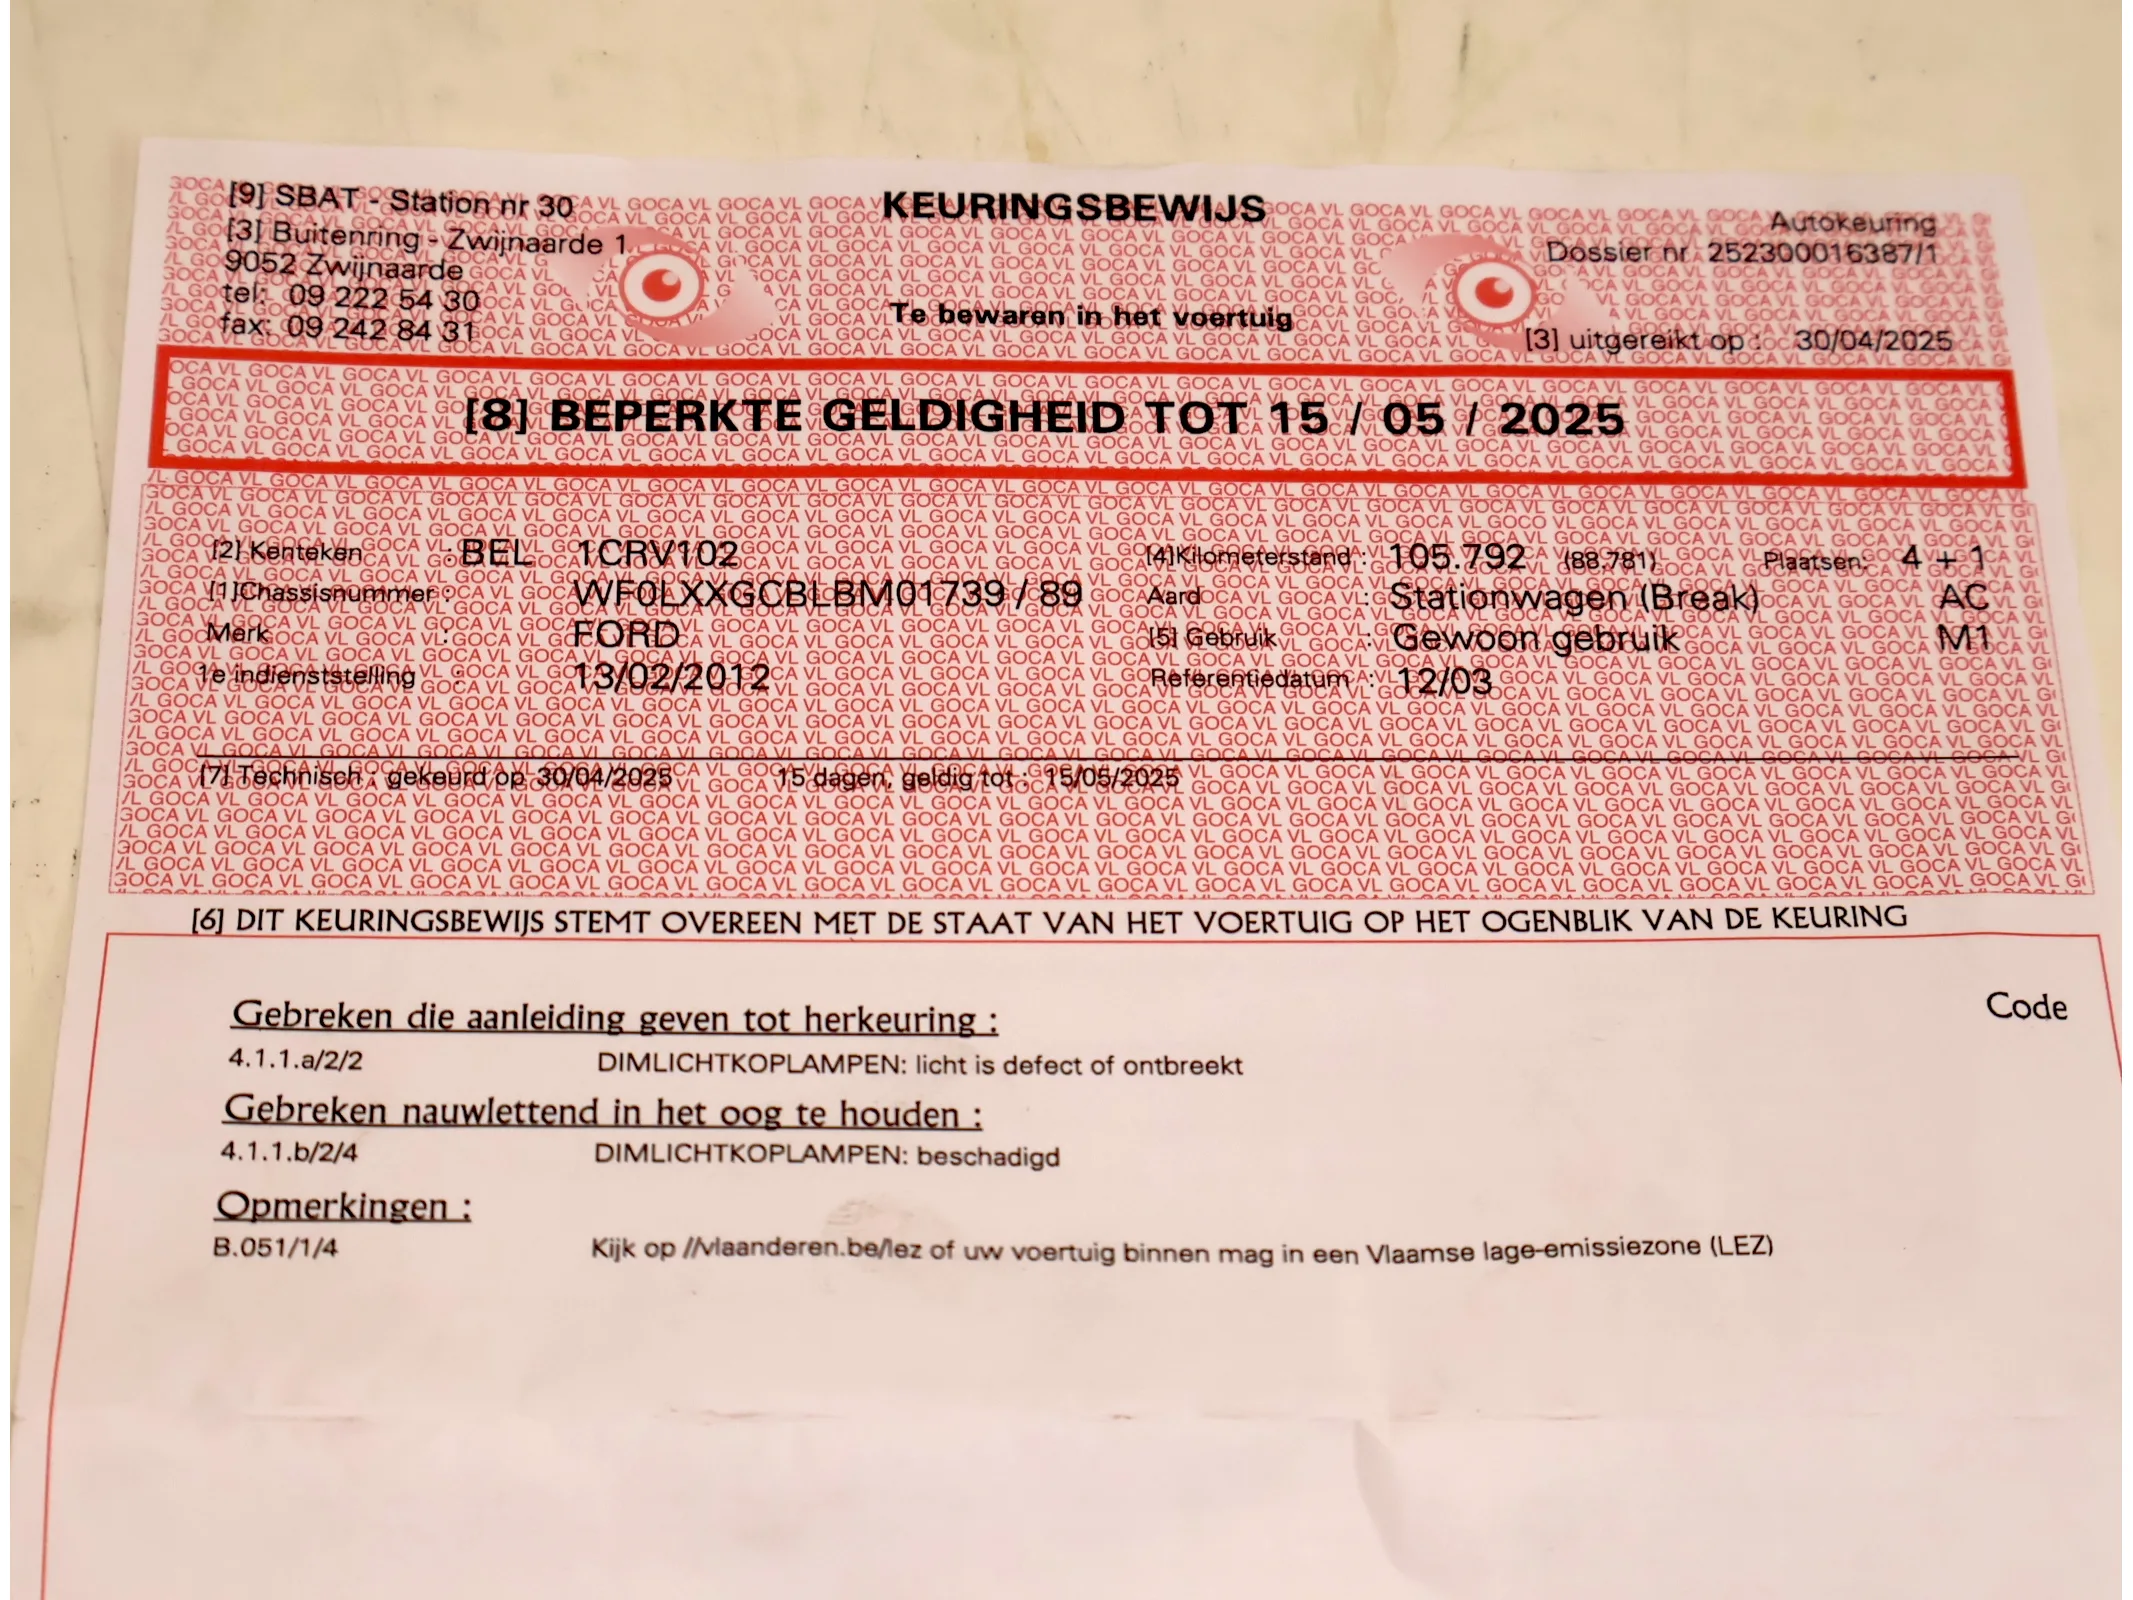 [9] SBAT - Station nr 30
[3] Buitenring - Zwijnaarde 1
9052 Zwijnaarde
tel: 09 222 54 30
fax: 09 242 84 31
KEURINGSBEWIJS
Te bewaren in het voertuig
Autokeuring
Dossier nr 252300016387/1
[3] uitgereikt op : 30/04/2025
[8] BEPERKTE GELDIGHEID TOT 15 / 05 / 2025
[2] Kenteken : BEL 1CRV102 [4]Kilometerstand : 105.792 (88.781) Plaatsen: 4 + 1
[1]Chassisnummer : WF0LXXGCBLBM01739 / 89 Aard : Stationwagen (Break) AC
Merk : FORD [5] Gebruik : Gewoon gebruik M1
1e indienststelling : 13/02/2012 Referentiedatum : 12/03
[7] Technisch : gekeurd op 30/04/2025 15 dagen, geldig tot : 15/05/2025
[6] DIT KEURINGSBEWIJS STEMT OVEREEN MET DE STAAT VAN HET VOERTUIG OP HET OGENBLIK VAN DE KEURING
Code
Gebreken die aanleiding geven tot herkeuring :
4.1.1.a/2/2 DIMLICHTKOPLAMPEN: licht is defect of ontbreekt
Gebreken nauwlettend in het oog te houden :
4.1.1.b/2/4 DIMLICHTKOPLAMPEN: beschadigd
Opmerkingen :
B.051/1/4 Kijk op //vlaanderen.be/lez of uw voertuig binnen mag in een Vlaamse lage-emissiezone (LEZ)